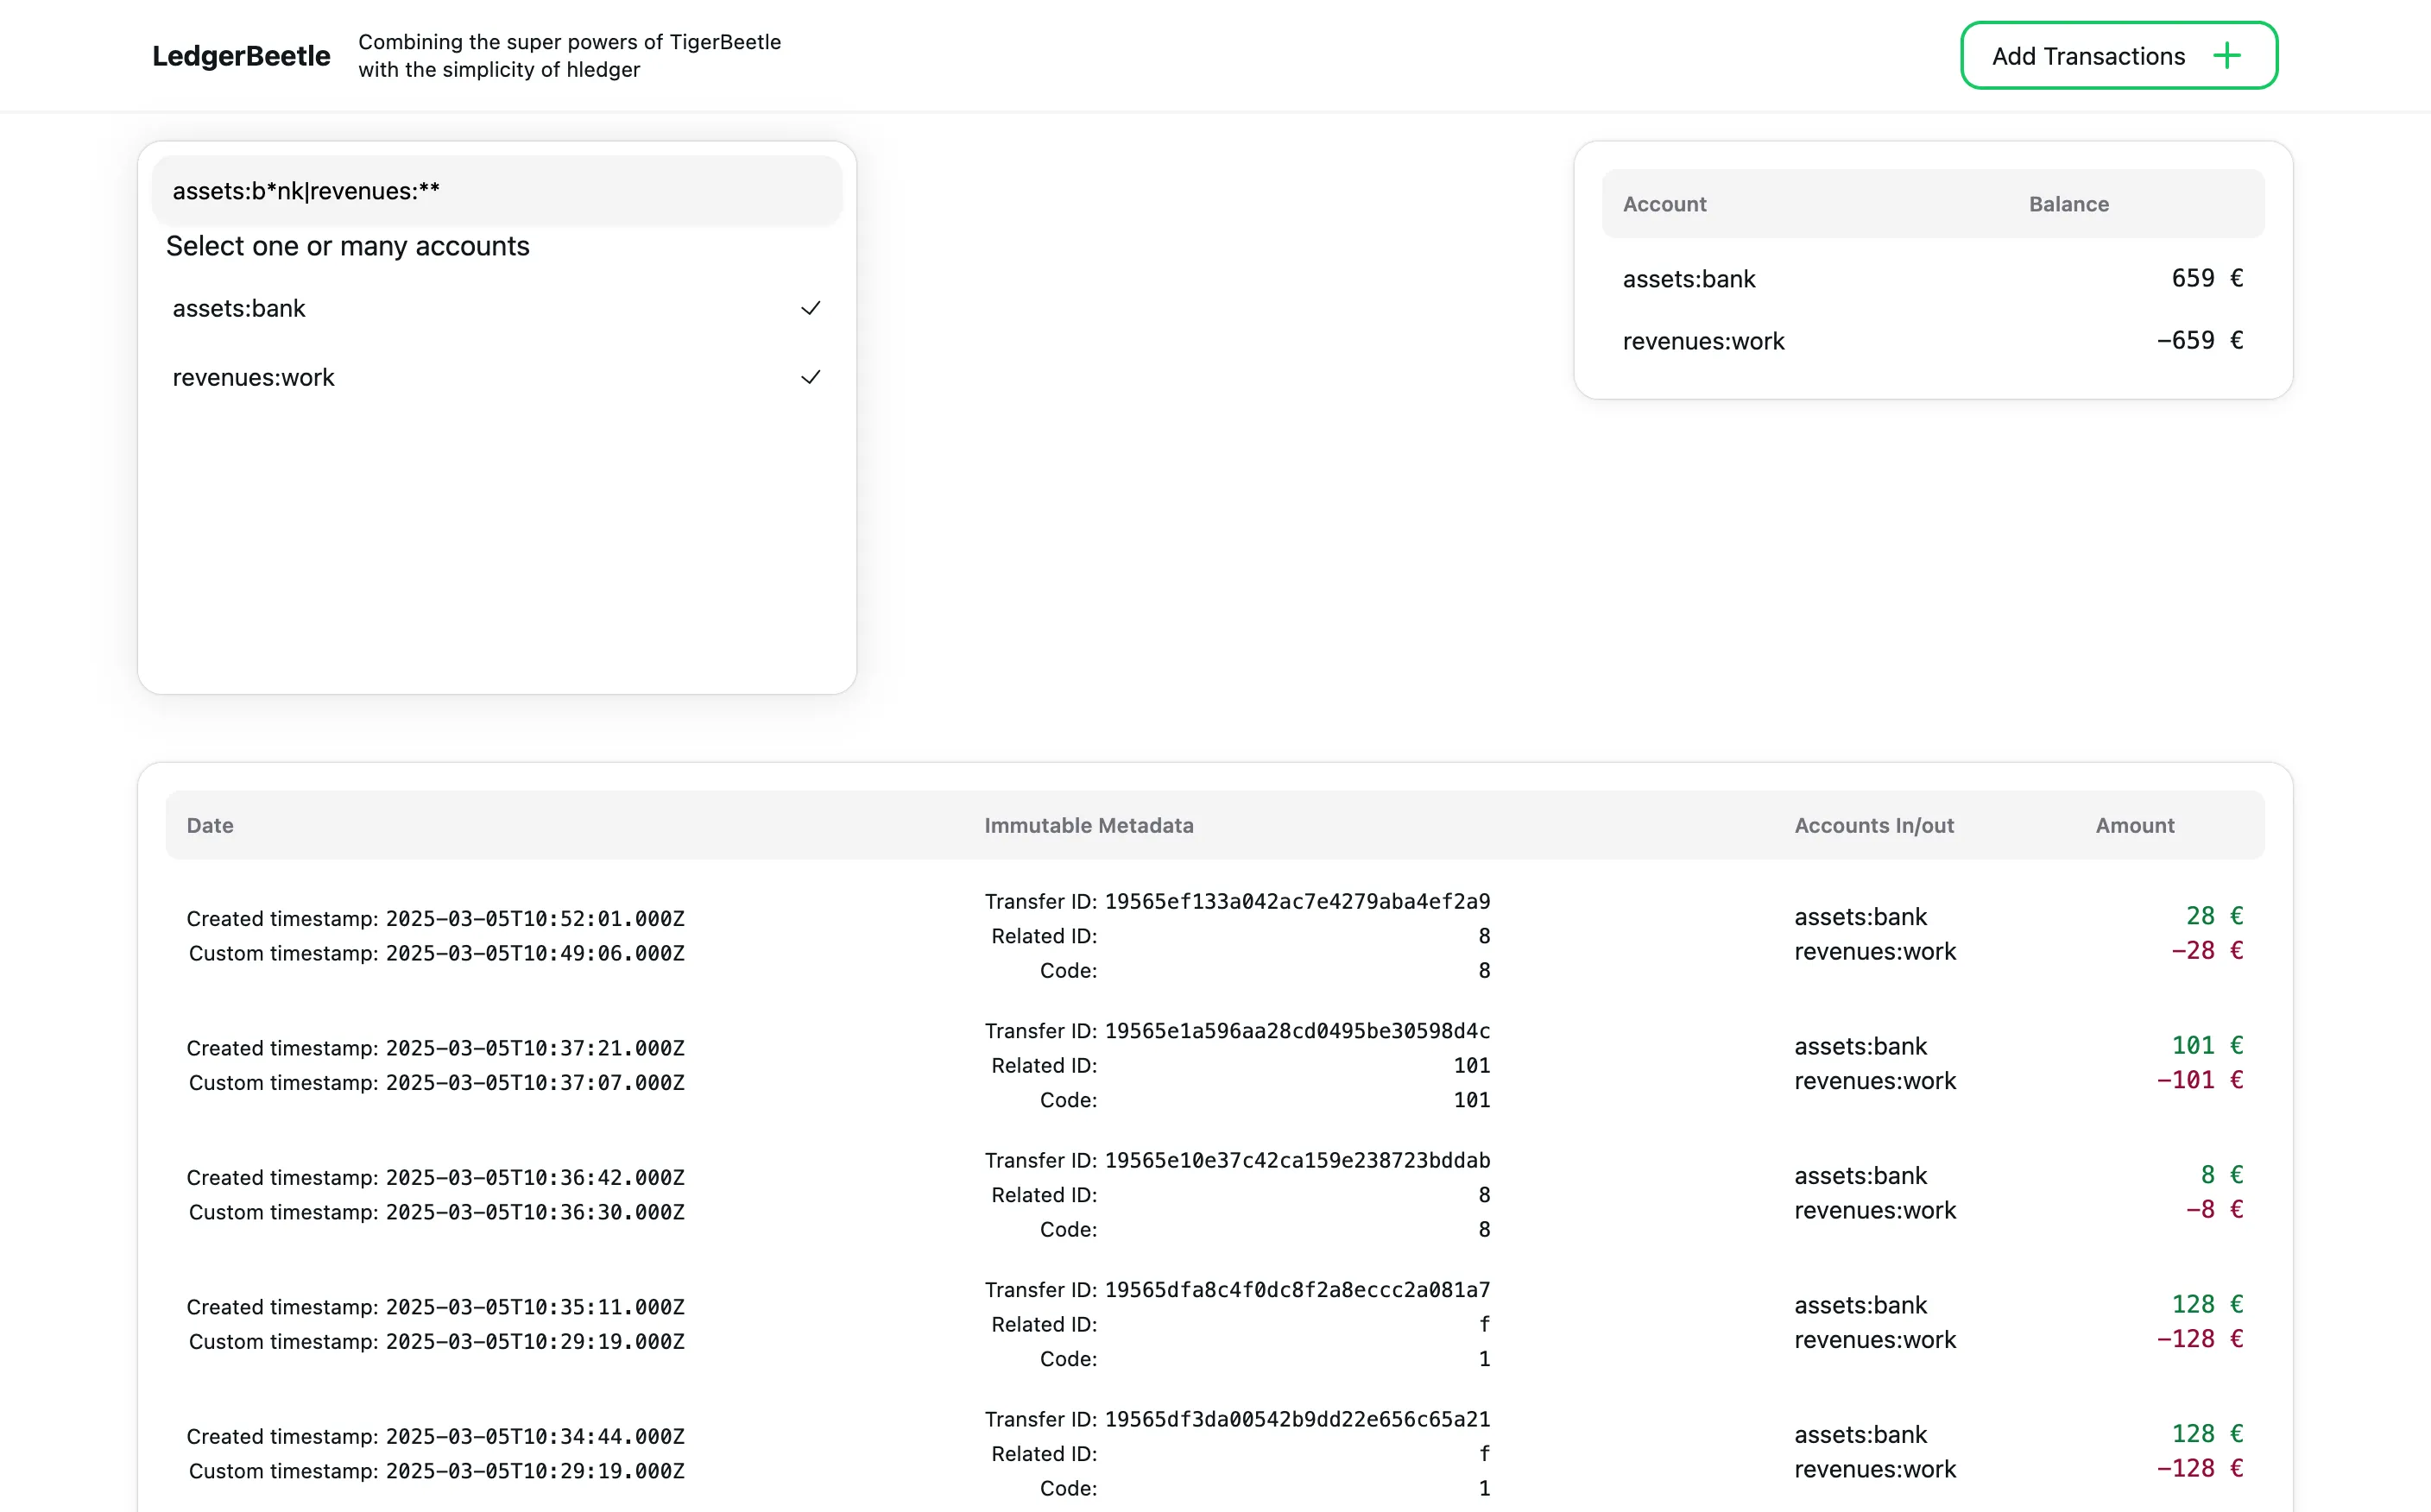 LedgerBeetle
Combining the super powers of TigerBeetle
with the simplicity of hledger
Add Transactions
assets:b*nk|revenues:**
Select one or many accounts
assets:bank
revenues:work
Account Balance
assets:bank 659 €
revenues:work −659 €
Date Immutable Metadata Accounts In/out Amount
Created timestamp: 2025−03−05T10:52:01.000Z
Custom timestamp: 2025−03−05T10:49:06.000Z
Transfer ID: 19565ef133a042ac7e4279aba4ef2a9
Related ID: 8
Code: 8
assets:bank 28 €
revenues:work −28 €
Created timestamp: 2025−03−05T10:37:21.000Z
Custom timestamp: 2025−03−05T10:37:07.000Z
Transfer ID: 19565e1a596aa28cd0495be30598d4c
Related ID: 101
Code: 101
assets:bank 101 €
revenues:work −101 €
Created timestamp: 2025−03−05T10:36:42.000Z
Custom timestamp: 2025−03−05T10:36:30.000Z
Transfer ID: 19565e10e37c42ca159e238723bddab
Related ID: 8
Code: 8
assets:bank 8 €
revenues:work −8 €
Created timestamp: 2025−03−05T10:35:11.000Z
Custom timestamp: 2025−03−05T10:29:19.000Z
Transfer ID: 19565dfa8c4f0dc8f2a8eccc2a081a7
Related ID: f
Code: 1
assets:bank 128 €
revenues:work −128 €
Created timestamp: 2025−03−05T10:34:44.000Z
Custom timestamp: 2025−03−05T10:29:19.000Z
Transfer ID: 19565df3da00542b9dd22e656c65a21
Related ID: f
Code: 1
assets:bank 128 €
revenues:work −128 €